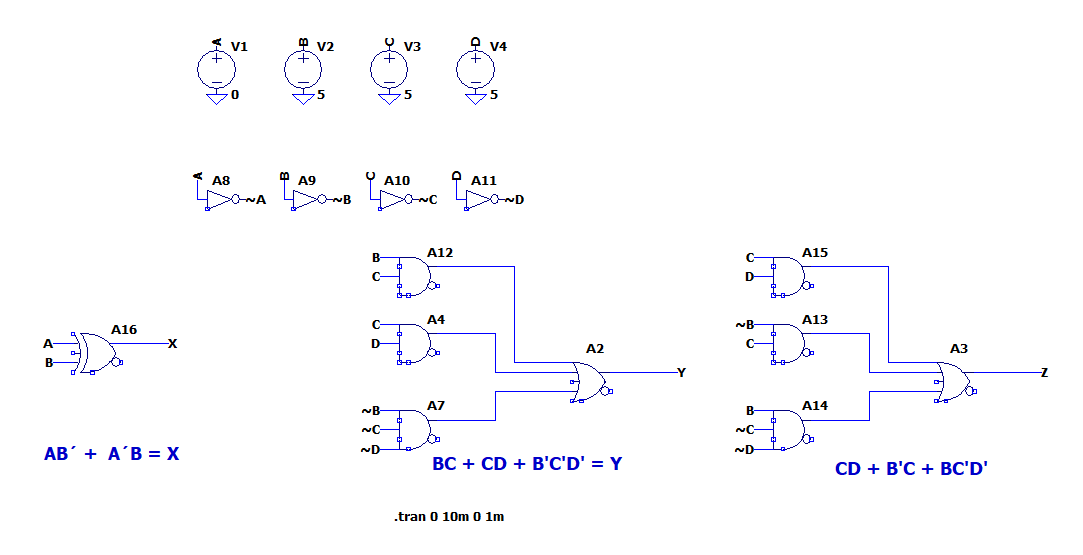 A V1 B V2 C V3 D V4
0 5 5 5
A A8 ~A B A9 ~B C A10 ~C D A11 ~D
B C A12
C D A15
A B A16 X
C D A4
~B C A13
A2 Y
A3 Z
~B ~C ~D A7
B ~C ~D A14
AB´ + A´B = X
BC + CD + B'C'D' = Y
CD + B'C + BC'D'
.tran 0 10m 0 1m